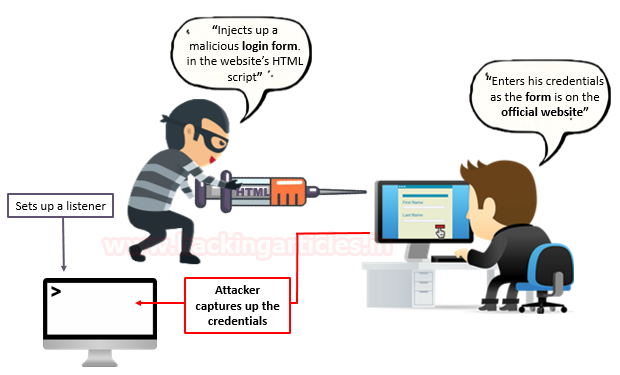 “Injects up a
malicious login form.
in the website’s HTML
script”
“Enters his credentials
as the form is on the
official website”
HTML
First Name
Last Name
Sets up a listener
www.hackingarticles.in
>
Attacker
captures up the
credentials